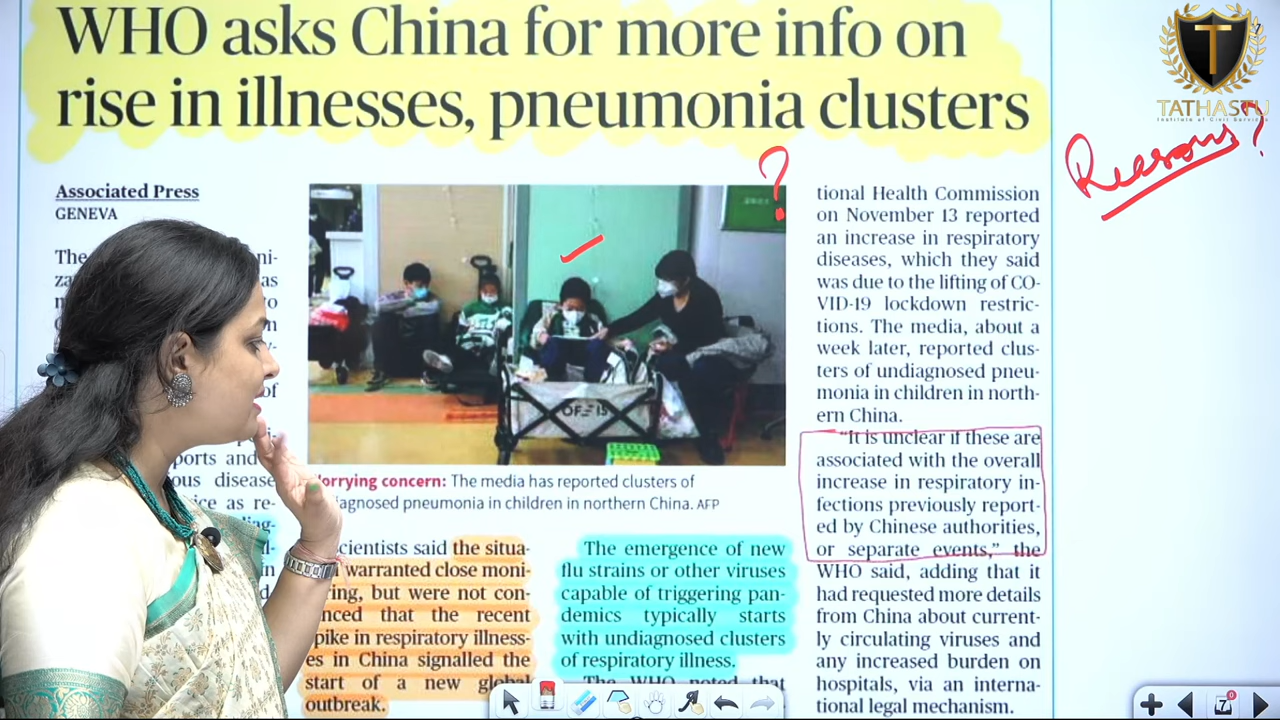 WHO asks China for more info on
rise in illnesses, pneumonia clusters
T
TATHASTU
Institute of Civil Services
Reasons?
?
Associated Press
GENEVA
The
of
ports and
disease
as re-
OFF IS
orrying concern: The media has reported clusters of
iagnosed pneumonia in children in northern China. AFP
cientists said the situa-
warranted close moni-
ring, but were not con-
nced that the recent
pike in respiratory illness-
es in China signalled the
start of a new global
outbreak.
The emergence of new
flu strains or other viruses
capable of triggering pan-
demics typically starts
with undiagnosed clusters
of respiratory illness.
The WHO noted that
tional Health Commission
on November 13 reported
an increase in respiratory
diseases, which they said
was due to the lifting of CO-
VID-19 lockdown restric-
tions. The media, about a
week later, reported clus-
ters of undiagnosed pneu-
monia in children in north-
ern China.
"It is unclear if these are
associated with the overall
increase in respiratory in-
fections previously report-
ed by Chinese authorities,
or separate events," the
WHO said, adding that it
had requested more details
from China about current-
ly circulating viruses and
any increased burden on
hospitals, via an interna-
tional legal mechanism.
7